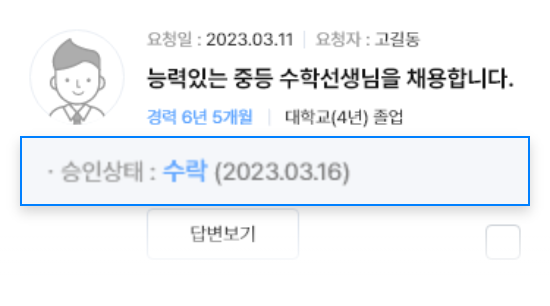 요청일 : 2023.03.11 | 요청자 : 고길동
능력있는 중등 수학선생님을 채용합니다.
경력 6년 5개월 | 대학교(4년) 졸업
· 승인상태 : 수락 (2023.03.16)
답변보기